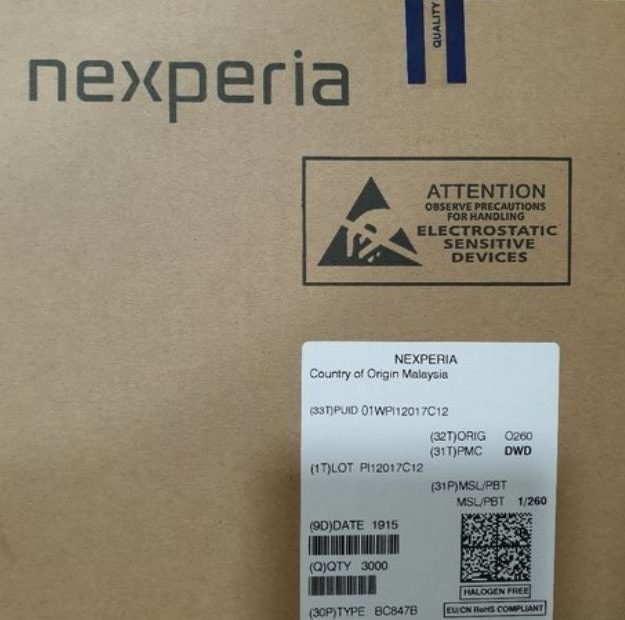 QUALITY
nexperia
ATTENTION
OBSERVE PRECAUTIONS
FOR HANDLING
ELECTROSTATIC
SENSITIVE
DEVICES
NEXPERIA
Country of Origin Malaysia
(33T)PUID 01WPI12017C12
(32T)ORIG O260
(31T)PMC DWD
(1T)LOT PI12017C12
(31P)MSL/PBT
MSL/PBT 1/260
(9D)DATE 1915
(Q)QTY 3000
HALOGEN FREE
(30P)TYPE BC847B
EU/CN RoHS COMPLIANT